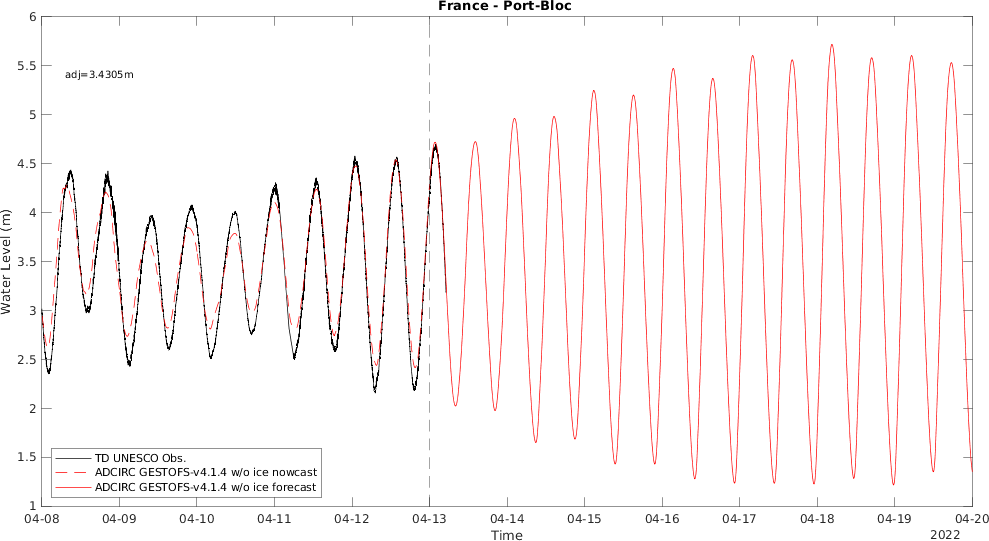 France - Port-Bloc
6
5.5
5
4.5
4
3.5
3
2.5
2
1.5
1
Water Level (m)
adj=3.4305m
TD UNESCO Obs.
ADCIRC GESTOFS-v4.1.4 w/o ice nowcast
ADCIRC GESTOFS-v4.1.4 w/o ice forecast
04-08 04-09 04-10 04-11 04-12 04-13 04-14 04-15 04-16 04-17 04-18 04-19 04-20
Time
2022